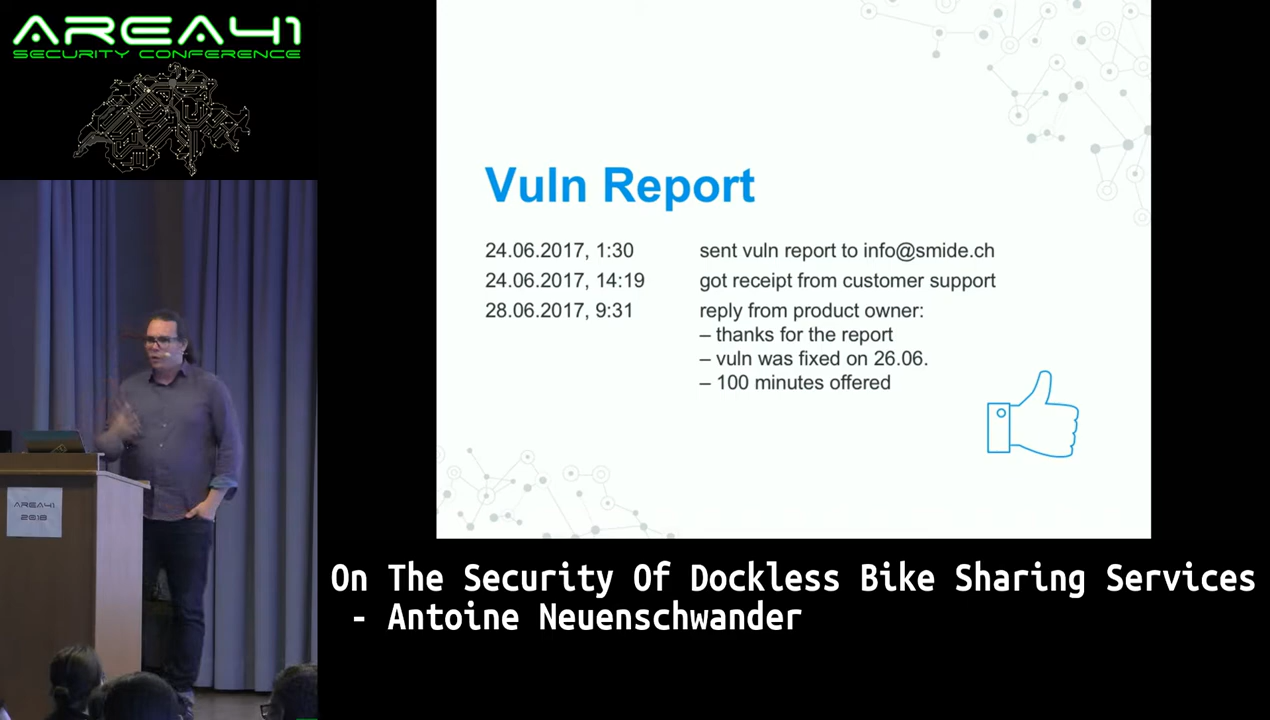 AREA41
SECURITY CONFERENCE
Vuln Report
24.06.2017, 1:30 sent vuln report to info@smide.ch
24.06.2017, 14:19 got receipt from customer support
28.06.2017, 9:31 reply from product owner:
– thanks for the report
– vuln was fixed on 26.06.
– 100 minutes offered
AREA41
2018
On The Security Of Dockless Bike Sharing Services
- Antoine Neuenschwander